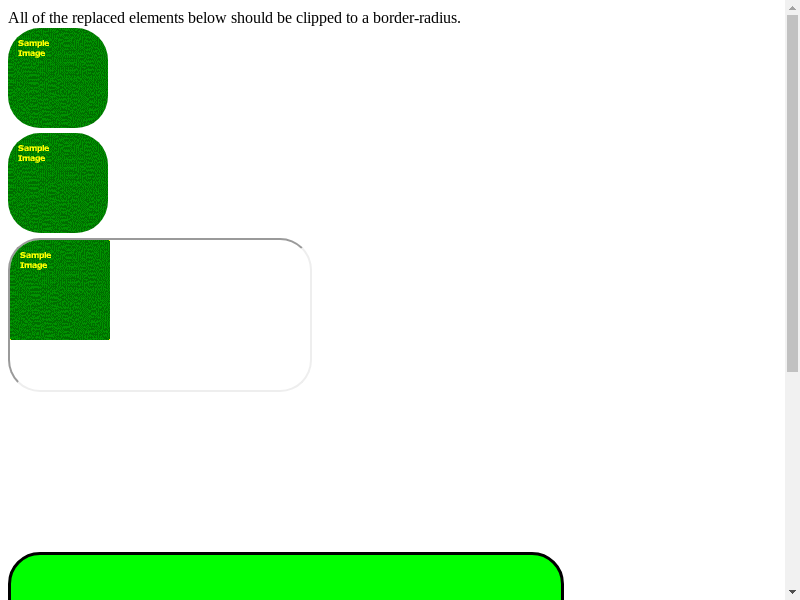 All of the replaced elements below should be clipped to a border-radius.
Sample
Image
Sample
Image
Sample
Image